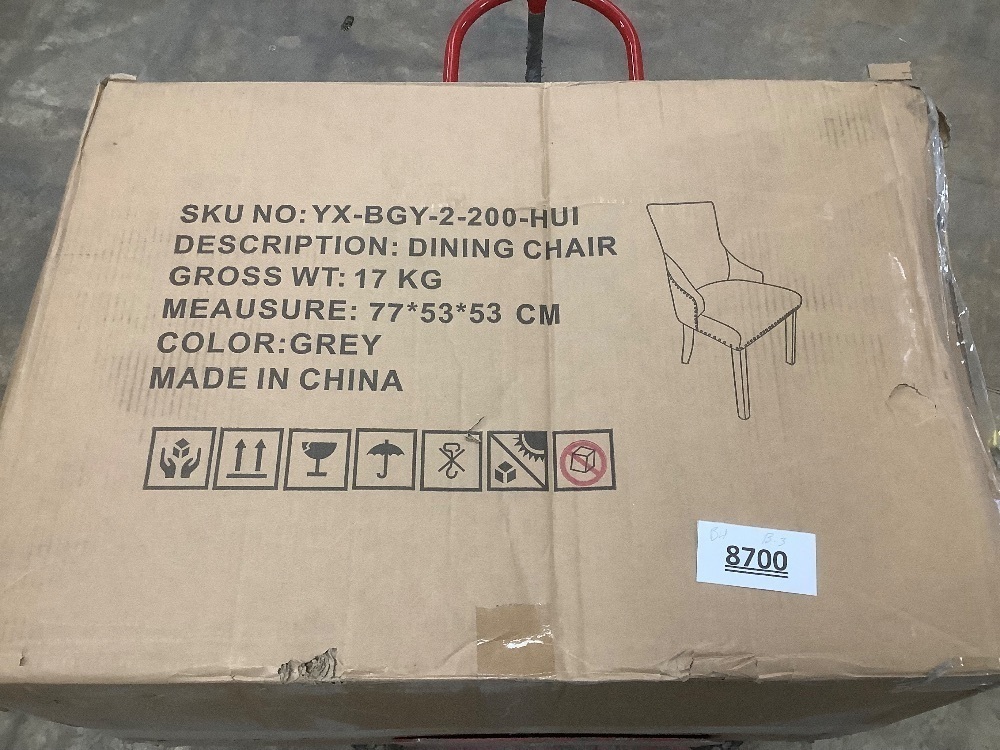 SKU NO: YX-BGY-2-200-HUI
DESCRIPTION: DINING CHAIR
GROSS WT: 17 KG
MEAUSURE: 77*53*53 CM
COLOR:GREY
MADE IN CHINA
B-3
8700